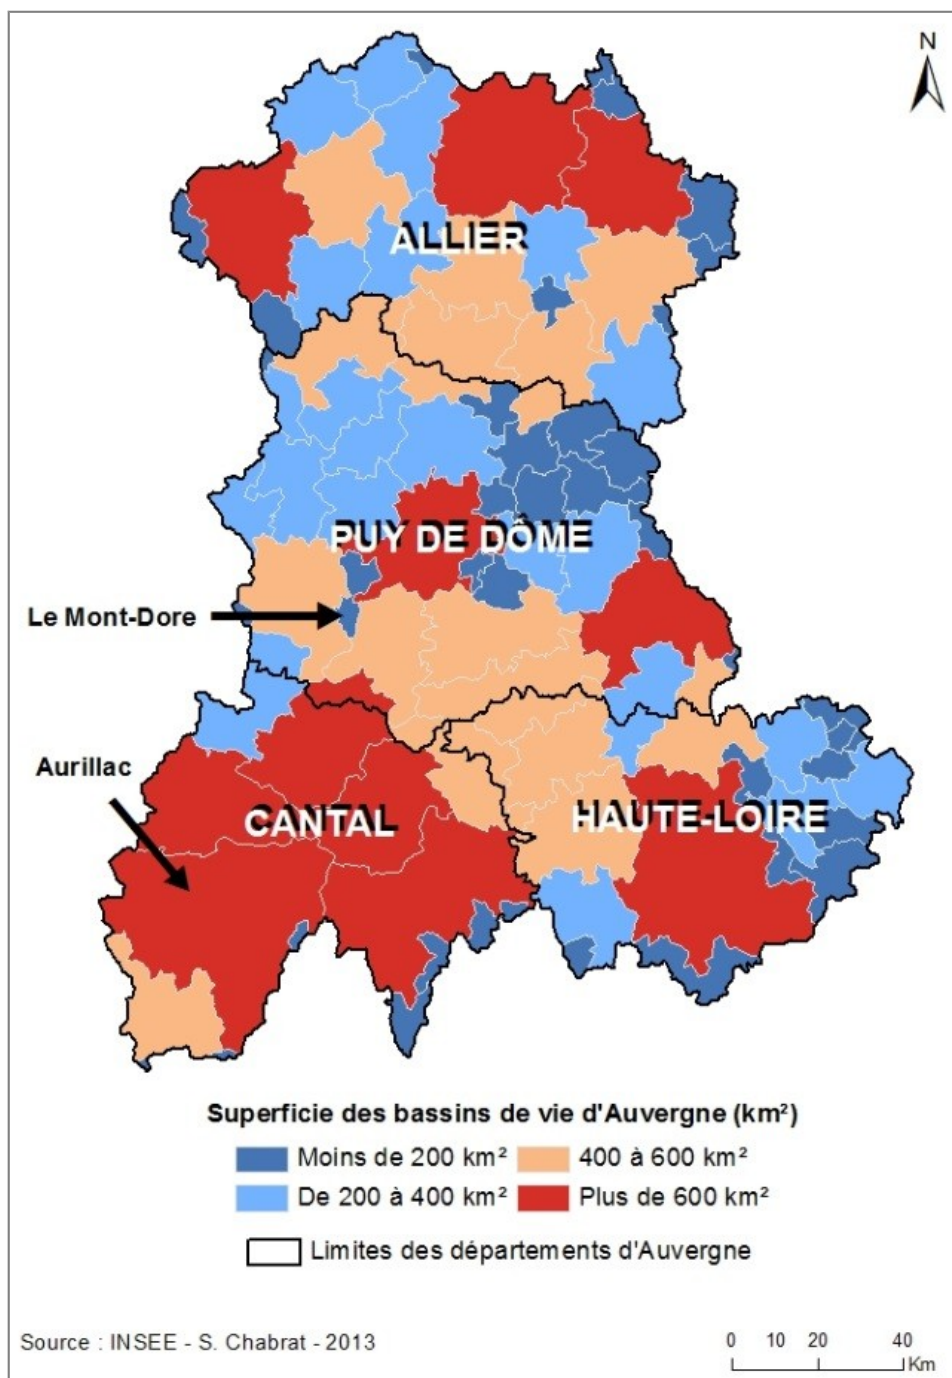 N
ALLIER
PUY DE DÔME
Le Mont-Dore
Aurillac
CANTAL
HAUTE-LOIRE
Superficie des bassins de vie d'Auvergne (km²)
Moins de 200 km²
400 à 600 km²
De 200 à 400 km²
Plus de 600 km²
Limites des départements d'Auvergne
Source : INSEE - S. Chabrat - 2013
0 10 20 40
Km